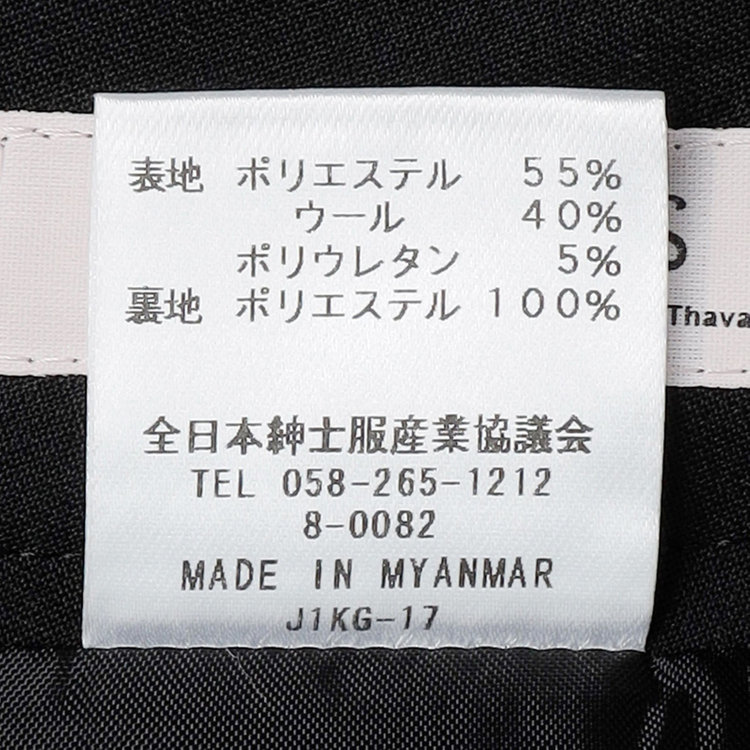 表地 ポリエステル 55%
ウール 40%
ポリウレタン 5%
裏地 ポリエステル 100%
S
Thava
全日本紳士服産業協議会
TEL 058-265-1212
8-0082
MADE IN MYANMAR
J1KG-17